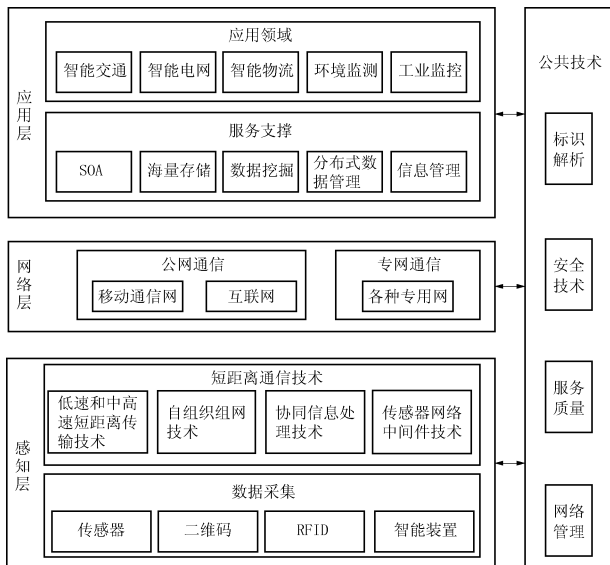 应用层
应用领域
智能交通
智能电网
智能物流
环境监测
工业监控
服务支撑
SOA
海量存储
数据挖掘
分布式数
据管理
信息管理
网络层
公网通信
移动通信网
互联网
专网通信
各种专用网
感知层
短距离通信技术
低速和中高
速短距离传
输技术
自组织组网
技术
协同信息处
理技术
传感器网络
中间件技术
数据采集
传感器
二维码
RFID
智能装置
公共技术
标识
解析
安全
技术
服务
质量
网络
管理